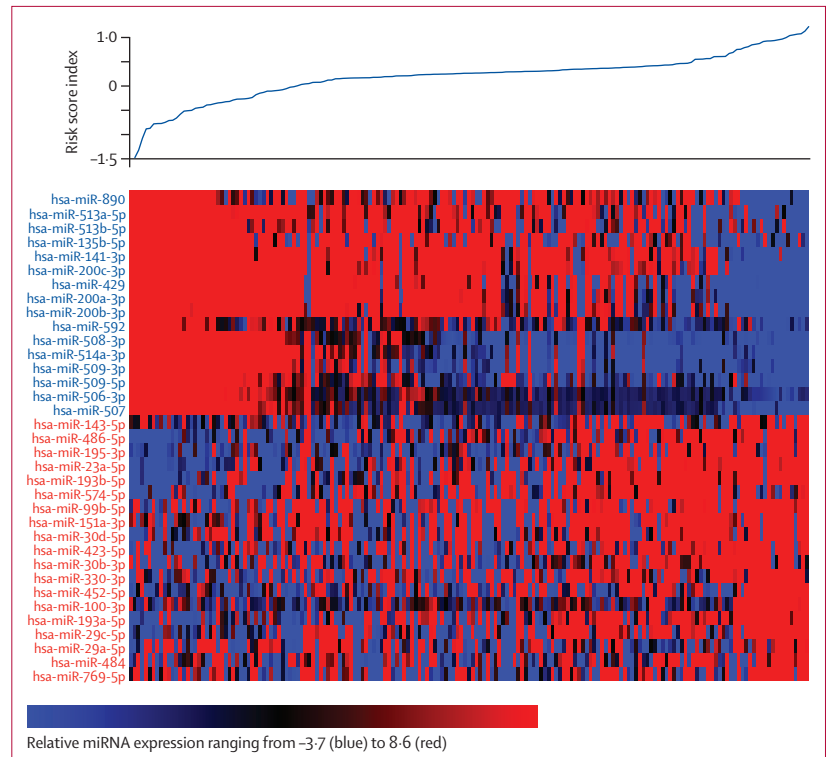 1·0
0
–1·5
Risk score index
hsa-miR-890
hsa-miR-513a-5p
hsa-miR-513b-5p
hsa-miR-135b-5p
hsa-miR-141-3p
hsa-miR-200c-3p
hsa-miR-429
hsa-miR-200a-3p
hsa-miR-200b-3p
hsa-miR-592
hsa-miR-508-3p
hsa-miR-514a-3p
hsa-miR-509-3p
hsa-miR-509-5p
hsa-miR-506-3p
hsa-miR-507
hsa-miR-143-5p
hsa-miR-486-5p
hsa-miR-195-3p
hsa-miR-23a-5p
hsa-miR-193b-5p
hsa-miR-574-5p
hsa-miR-99b-5p
hsa-miR-151a-3p
hsa-miR-30d-5p
hsa-miR-423-5p
hsa-miR-30b-3p
hsa-miR-330-3p
hsa-miR-452-5p
hsa-miR-100-3p
hsa-miR-193a-5p
hsa-miR-29c-5p
hsa-miR-29a-5p
hsa-miR-484
hsa-miR-769-5p
Relative miRNA expression ranging from –3·7 (blue) to 8·6 (red)